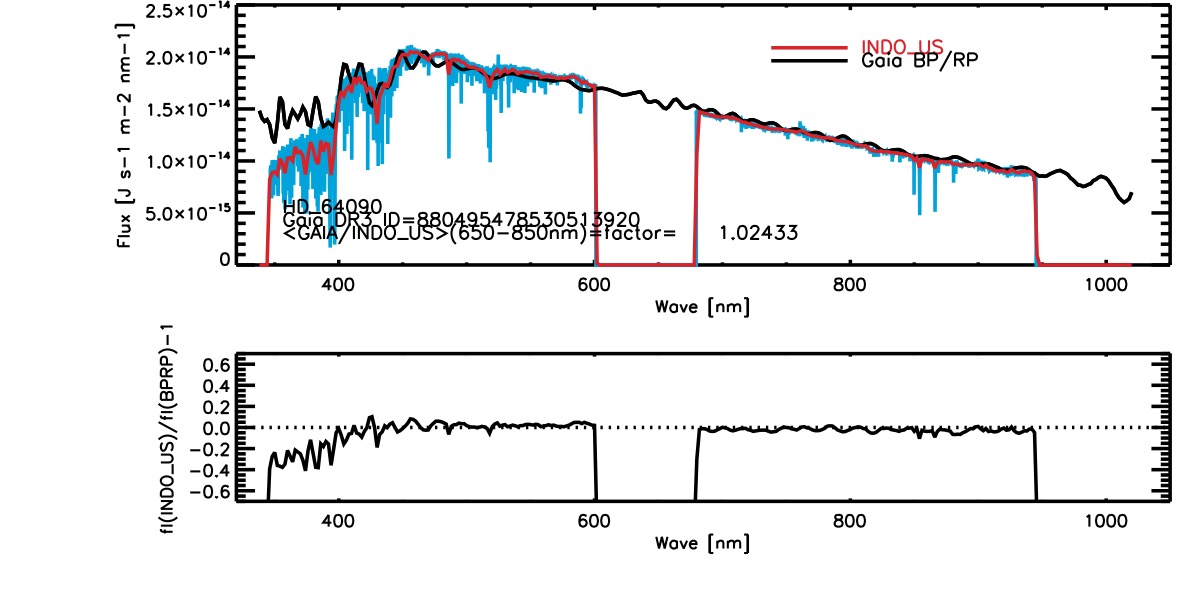 2.5×10⁻¹⁴
2.0×10⁻¹⁴
1.5×10⁻¹⁴
1.0×10⁻¹⁴
5.0×10⁻¹⁵
0
Flux [J s-1 m-2 nm-1]
INDO_US
Gaia BP/RP
HD_64090
Gaia DR3 ID=880495478530513920
<GAIA/INDO_US>(650-850nm)=factor= 1.02433
400 600 800 1000
Wave [nm]
0.6
0.4
0.2
0.0
-0.2
-0.4
-0.6
fl(INDO_US)/fl(BPRP)-1
400 600 800 1000
Wave [nm]